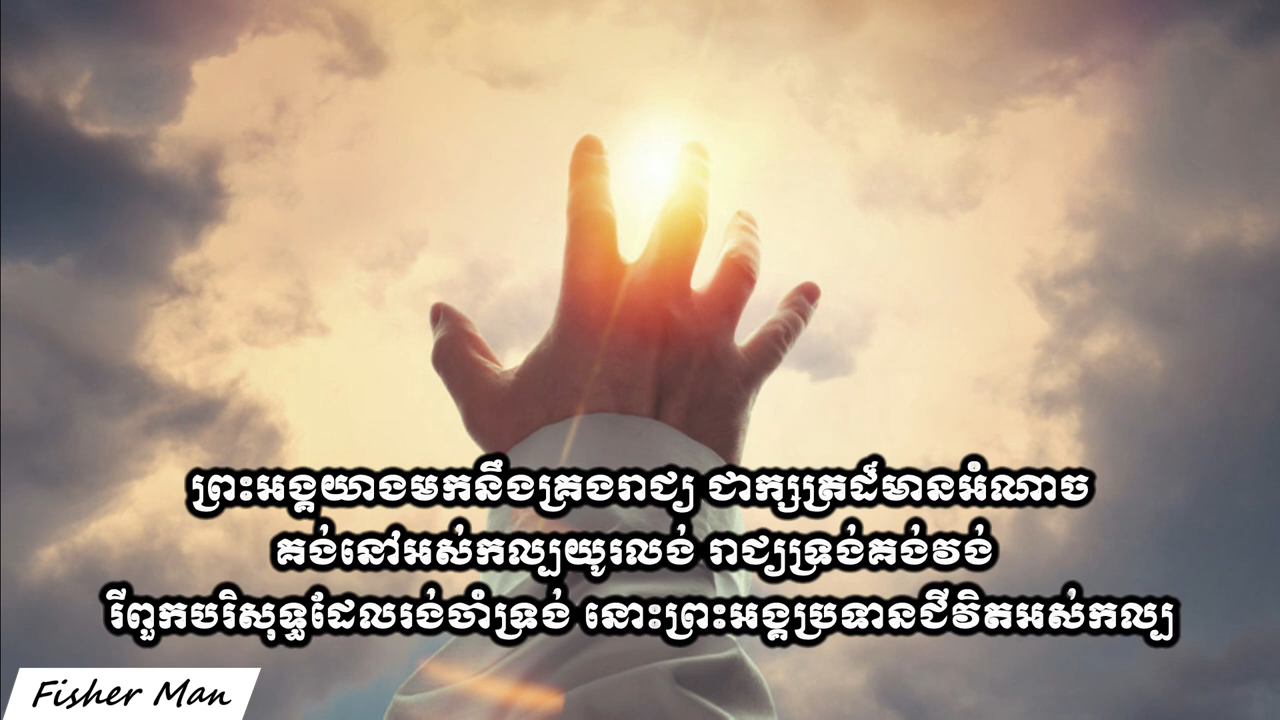 ព្រះអង្គយាងមកនឹងគ្រងរាជ្យ ជាក្សត្រដ៏មានអំណាច
គង់នៅអស់កល្បយូរលង់ រាជ្យទ្រង់គង់វង់
រីពួកបរិសុទ្ធដែលរង់ចាំទ្រង់ នោះព្រះអង្គប្រទានជីវិតអស់កល្ប
Fisher Man